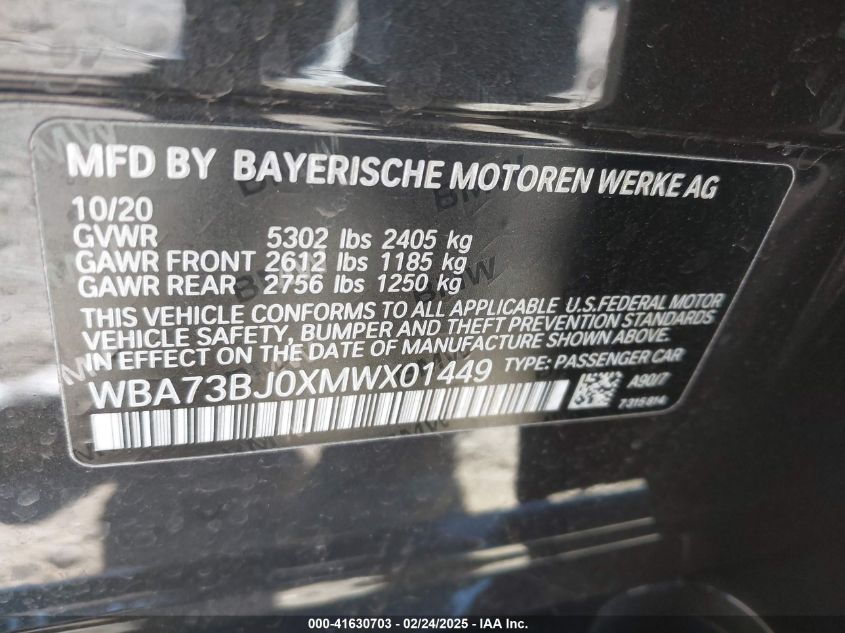 MFD BY BAYERISCHE MOTOREN WERKE AG
10/20
GVWR 5302 lbs 2405 kg
GAWR FRONT 2612 lbs 1185 kg
GAWR REAR 2756 lbs 1250 kg
THIS VEHICLE CONFORMS TO ALL APPLICABLE U.S.FEDERAL MOTOR
VEHICLE SAFETY, BUMPER AND THEFT PREVENTION STANDARDS
IN EFFECT ON THE DATE OF MANUFACTURE SHOWN ABOVE.
WBA73BJ0XMWX01449 TYPE: PASSENGER CAR
A90/7
7315814
000-41630703 - 02/24/2025 - IAA Inc.